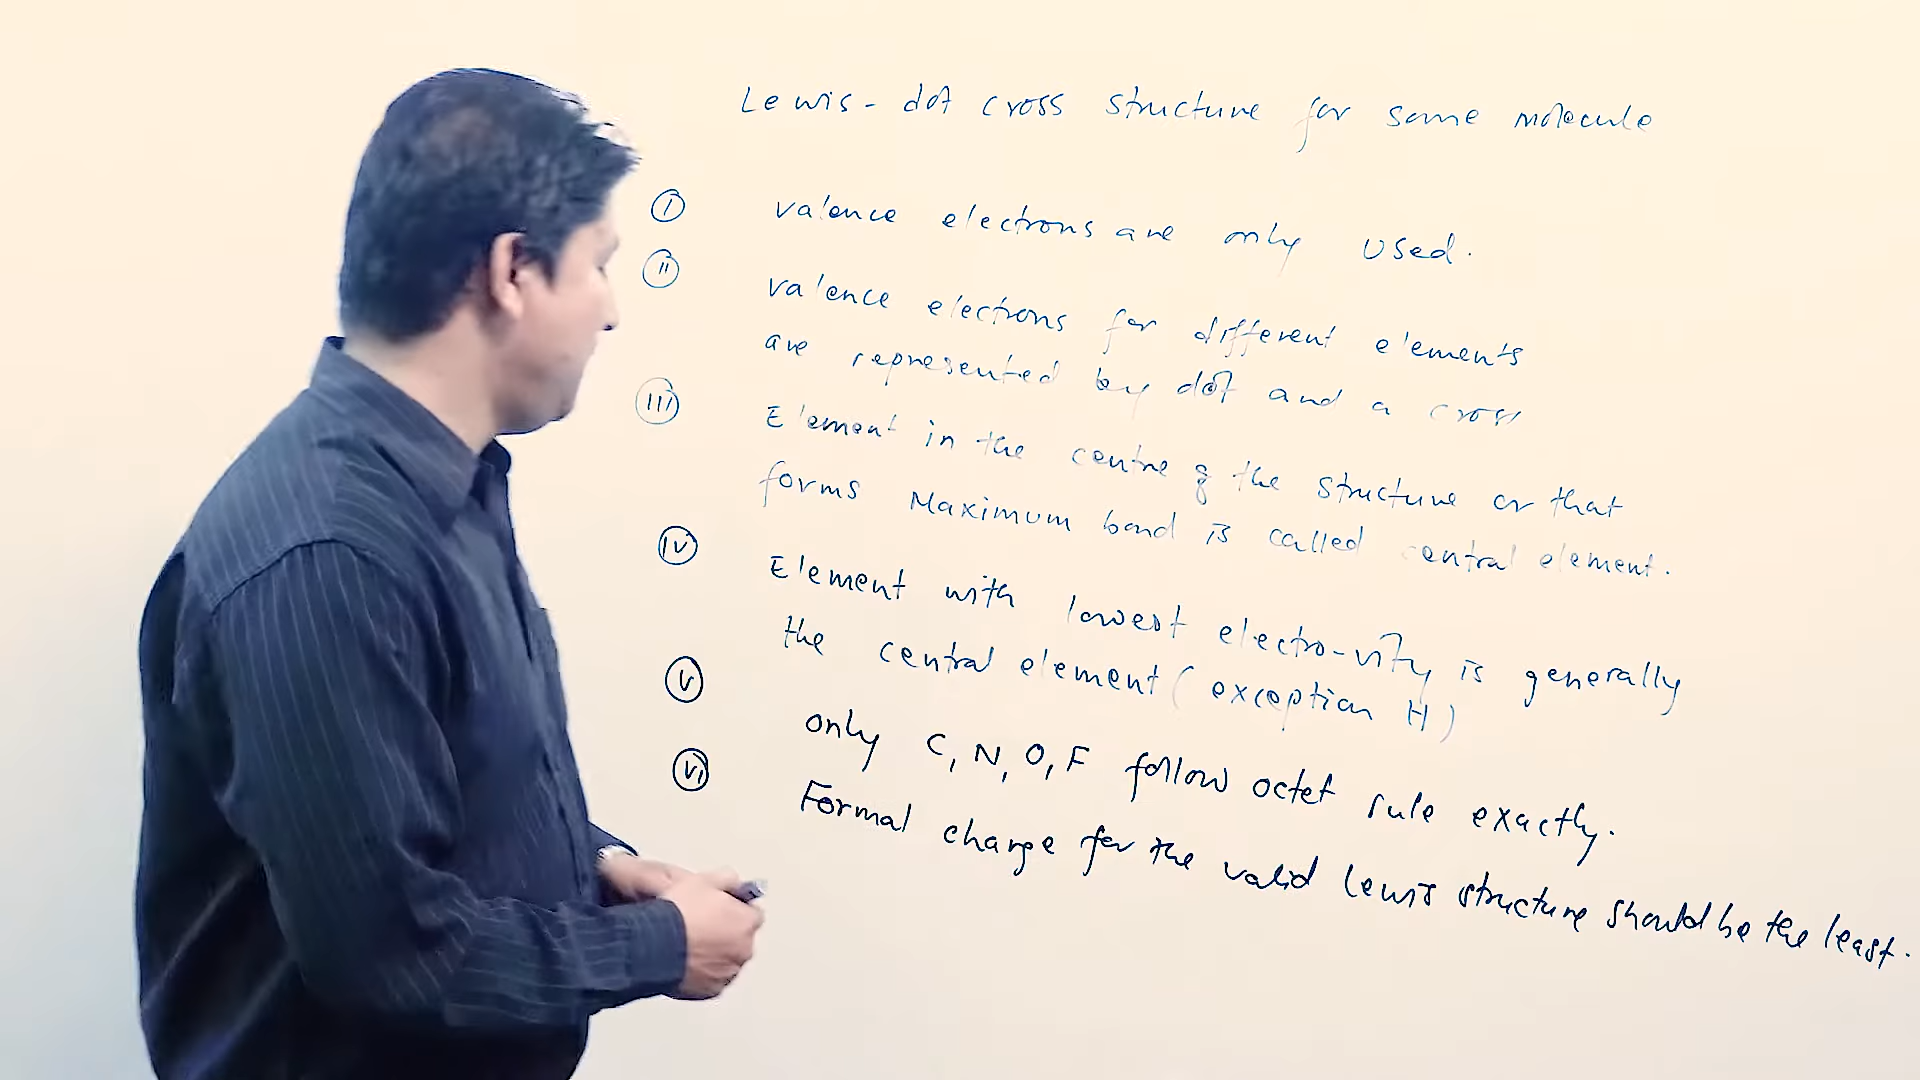 Lewis-dot cross structure for some molecule
(i) valence electrons are only used.
(ii) valence electrons for different elements
are represented by dot and a cross
(iii) Element in the centre of the structure or that
forms Maximum bond is called central element.
(iv) Element with lowest electro-vity is generally
the central element (exception H)
(v) only C, N, O, F follow octet rule exactly.
(vi) Formal charge for the valid Lewis structure should be the least.